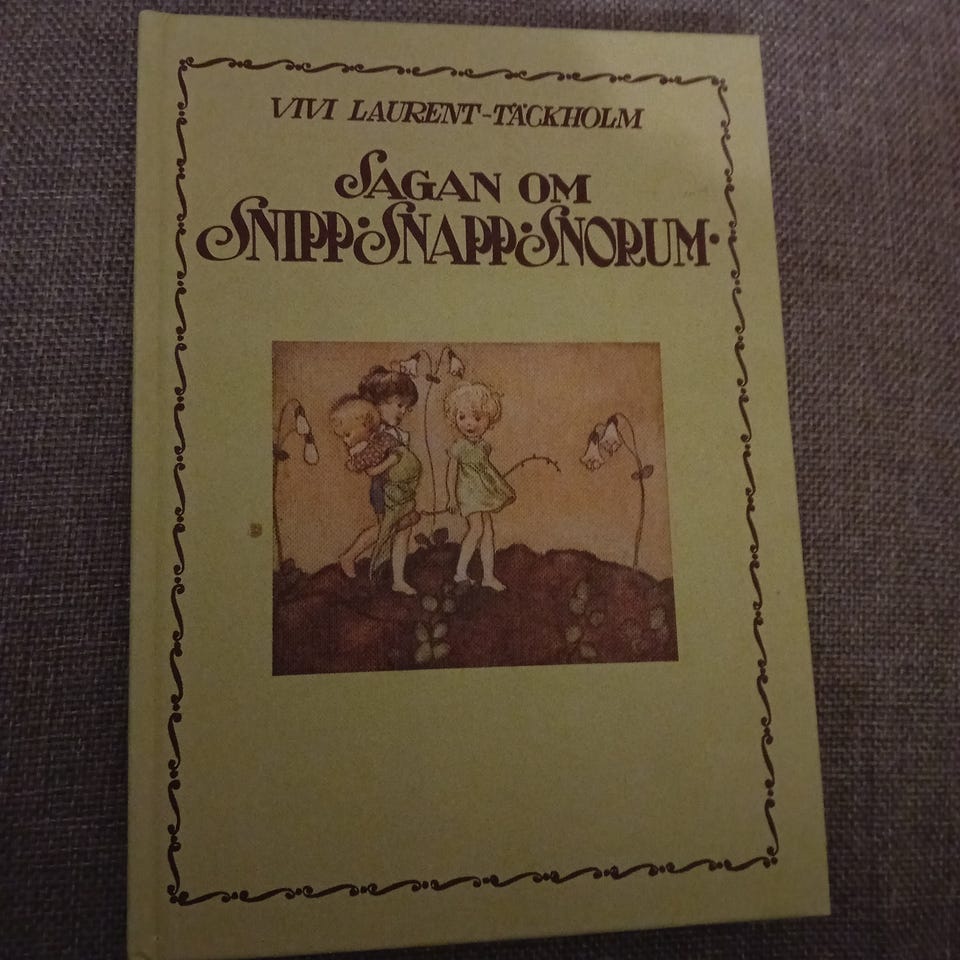 VIVI LAURENT-TÄCKHOLM
SAGAN OM
SNIPP·SNAPP·SNORUM·